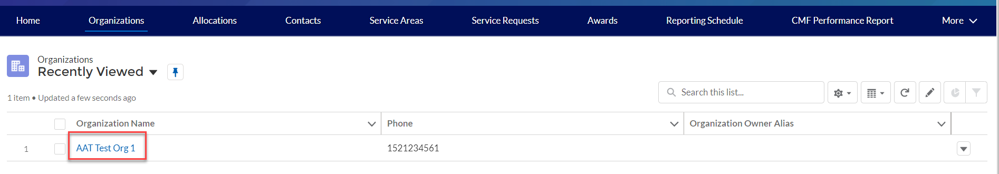 Home Organizations Allocations Contacts Service Areas Service Requests Awards Reporting Schedule CMF Performance Report More
Organizations
Recently Viewed
1 item • Updated a few seconds ago
Search this list...
Organization Name Phone Organization Owner Alias
1 AAT Test Org 1 1521234561